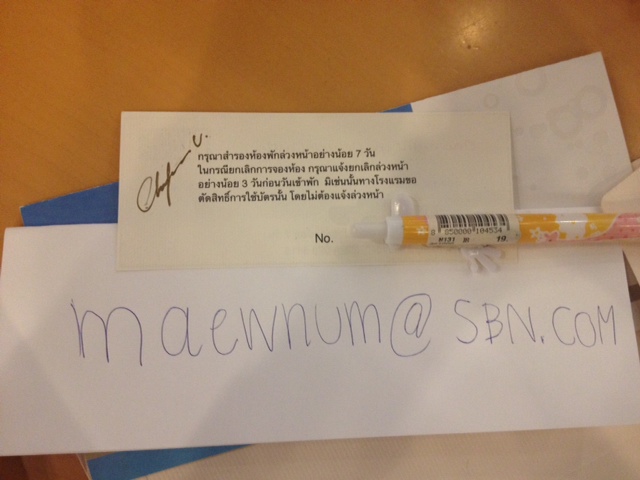 กรุณาสำรองห้องพักล่วงหน้าอย่างน้อย 7 วัน
ในกรณียกเลิกการจองห้อง กรุณาแจ้งยกเลิกล่วงหน้า
อย่างน้อย 3 วันก่อนวันเข้าพัก มิเช่นนั้นทางโรงแรมขอ
ตัดสิทธิ์การใช้บัตรนั้น โดยไม่ต้องแจ้งล่วงหน้า
No.
8 850000 104534
10
maewnum@SBN.COM